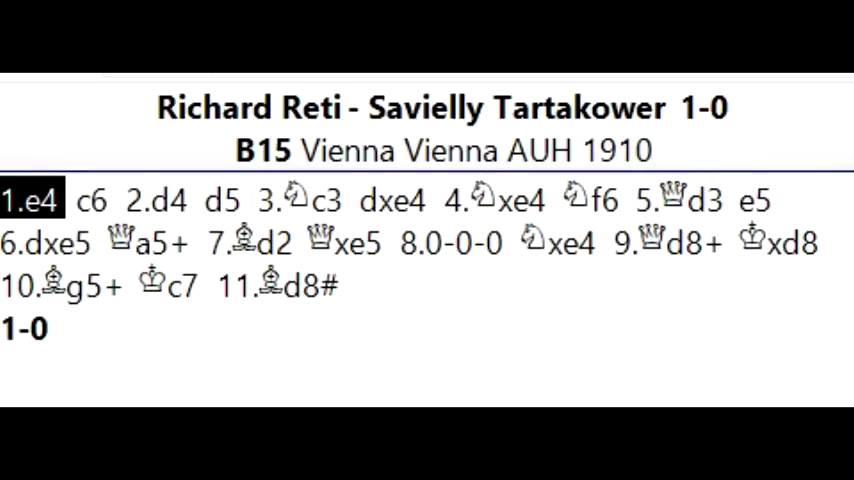 Richard Reti - Savielly Tartakower 1-0
B15 Vienna Vienna AUH 1910
1.e4 c6 2.d4 d5 3.♘c3 dxe4 4.♘xe4 ♘f6 5.♕d3 e5
6.dxe5 ♕a5+ 7.♗d2 ♕xe5 8.0-0-0 ♘xe4 9.♕d8+ ♔xd8
10.♗g5+ ♔c7 11.♗d8#
1-0